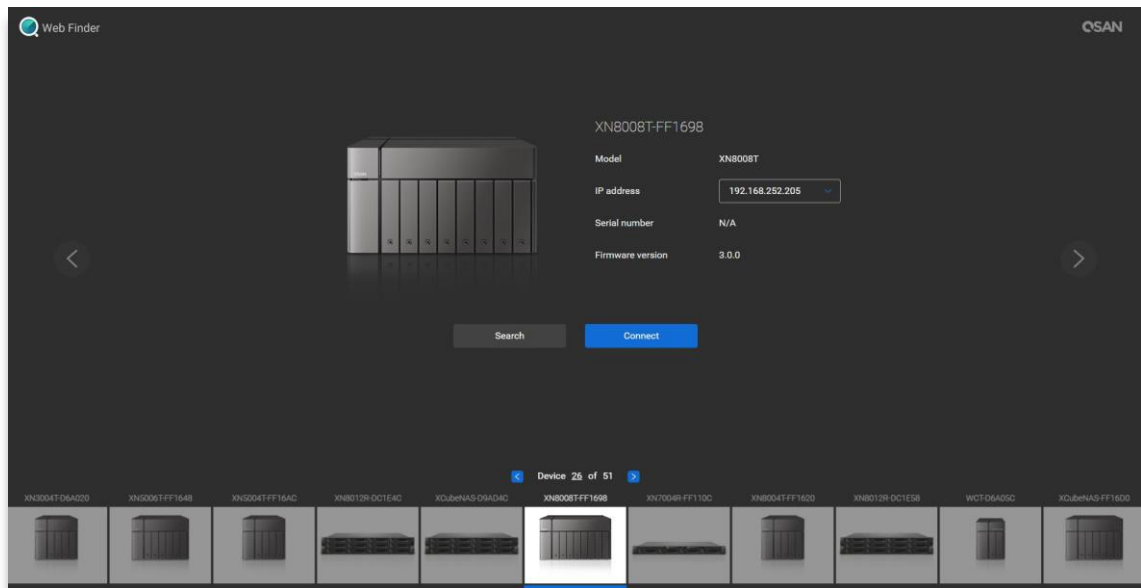 Web Finder
QSAN
XN8008T-FF1698
Model XN8008T
IP address 192.168.252.205
Serial number N/A
Firmware version 3.0.0
Search Connect
Device 26 of 51
XN3004T-D6A020 XN5006T-FF1648 XN5004T-FF16AC XN8012R-DC1E4C XCubeNAS-D9AD4C XN8008T-FF1698 XN7004R-FF110C XN8004T-FF1620 XN8012R-DC1E58 WCT-D6A05C XCubeNAS-FF16D0